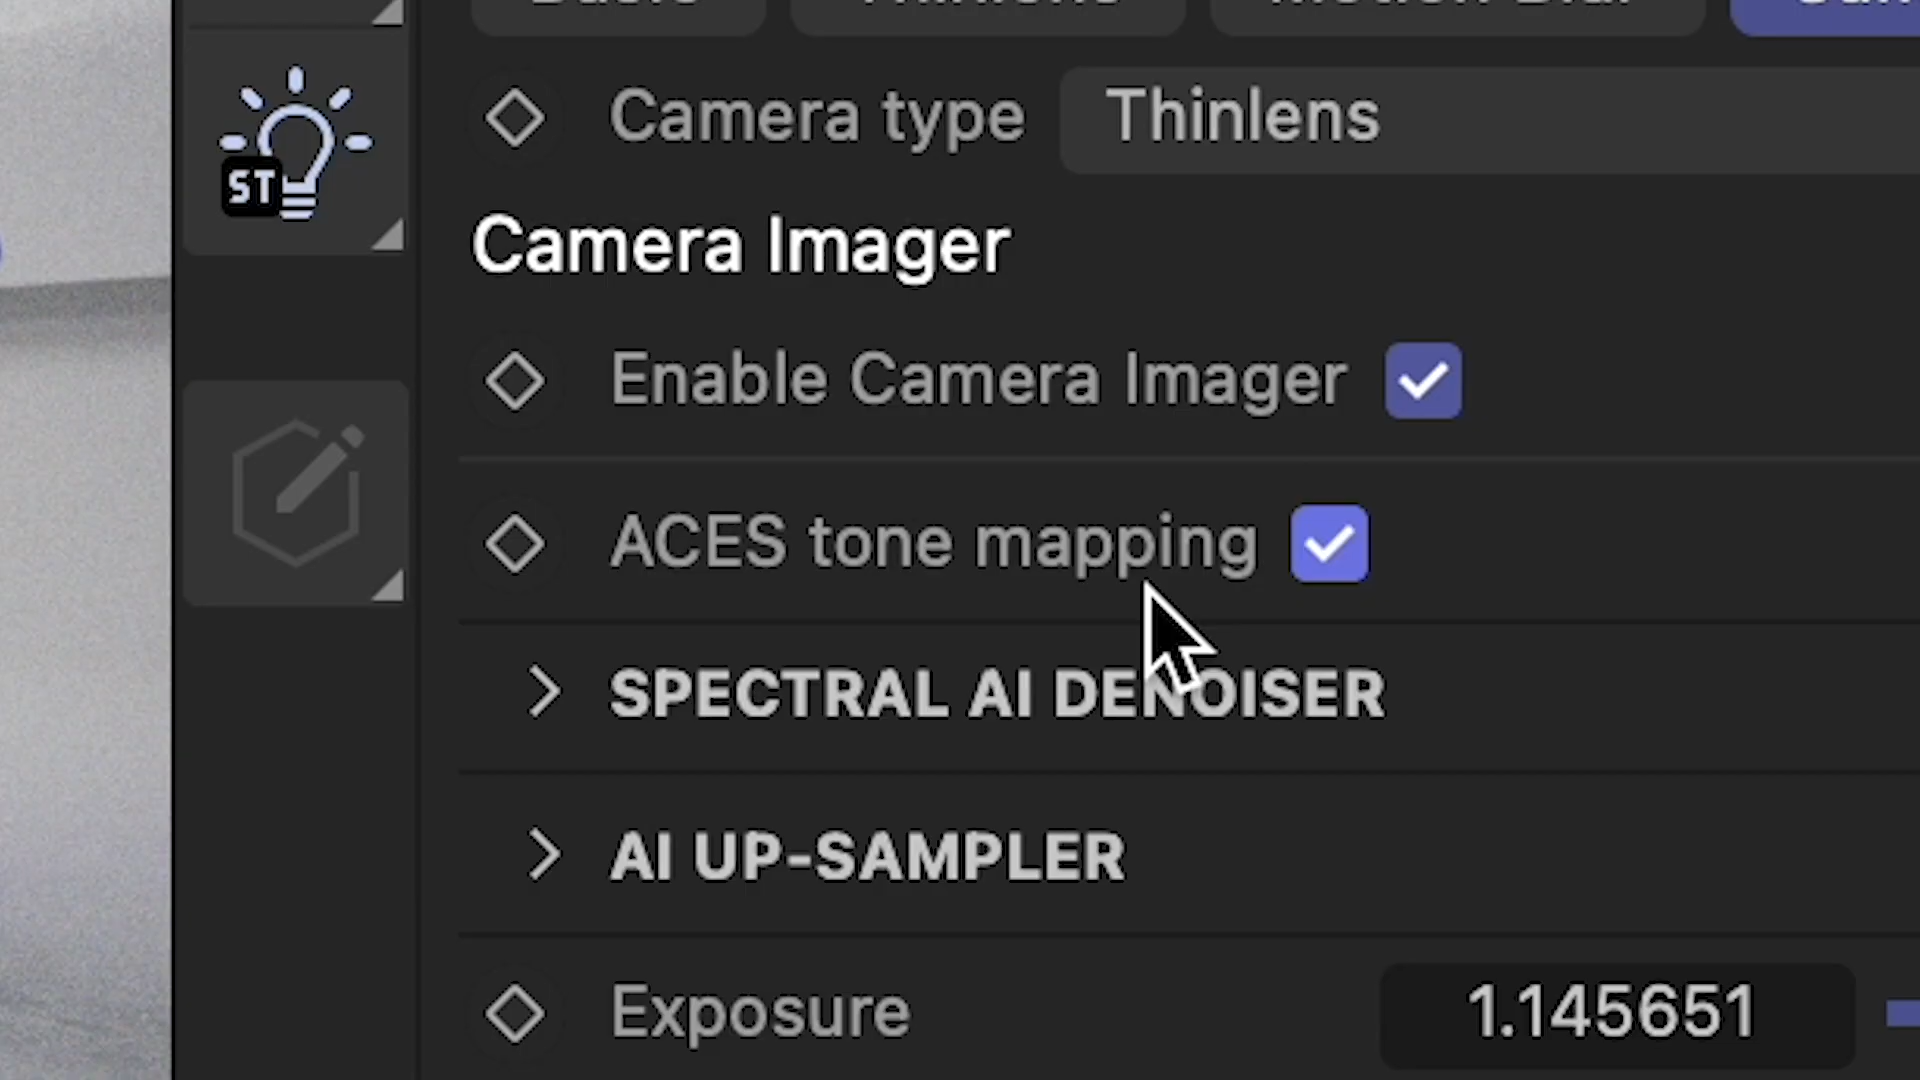 Camera type Thinlens
ST
Camera Imager
Enable Camera Imager
ACES tone mapping
SPECTRAL AI DENOISER
AI UP-SAMPLER
Exposure 1.145651